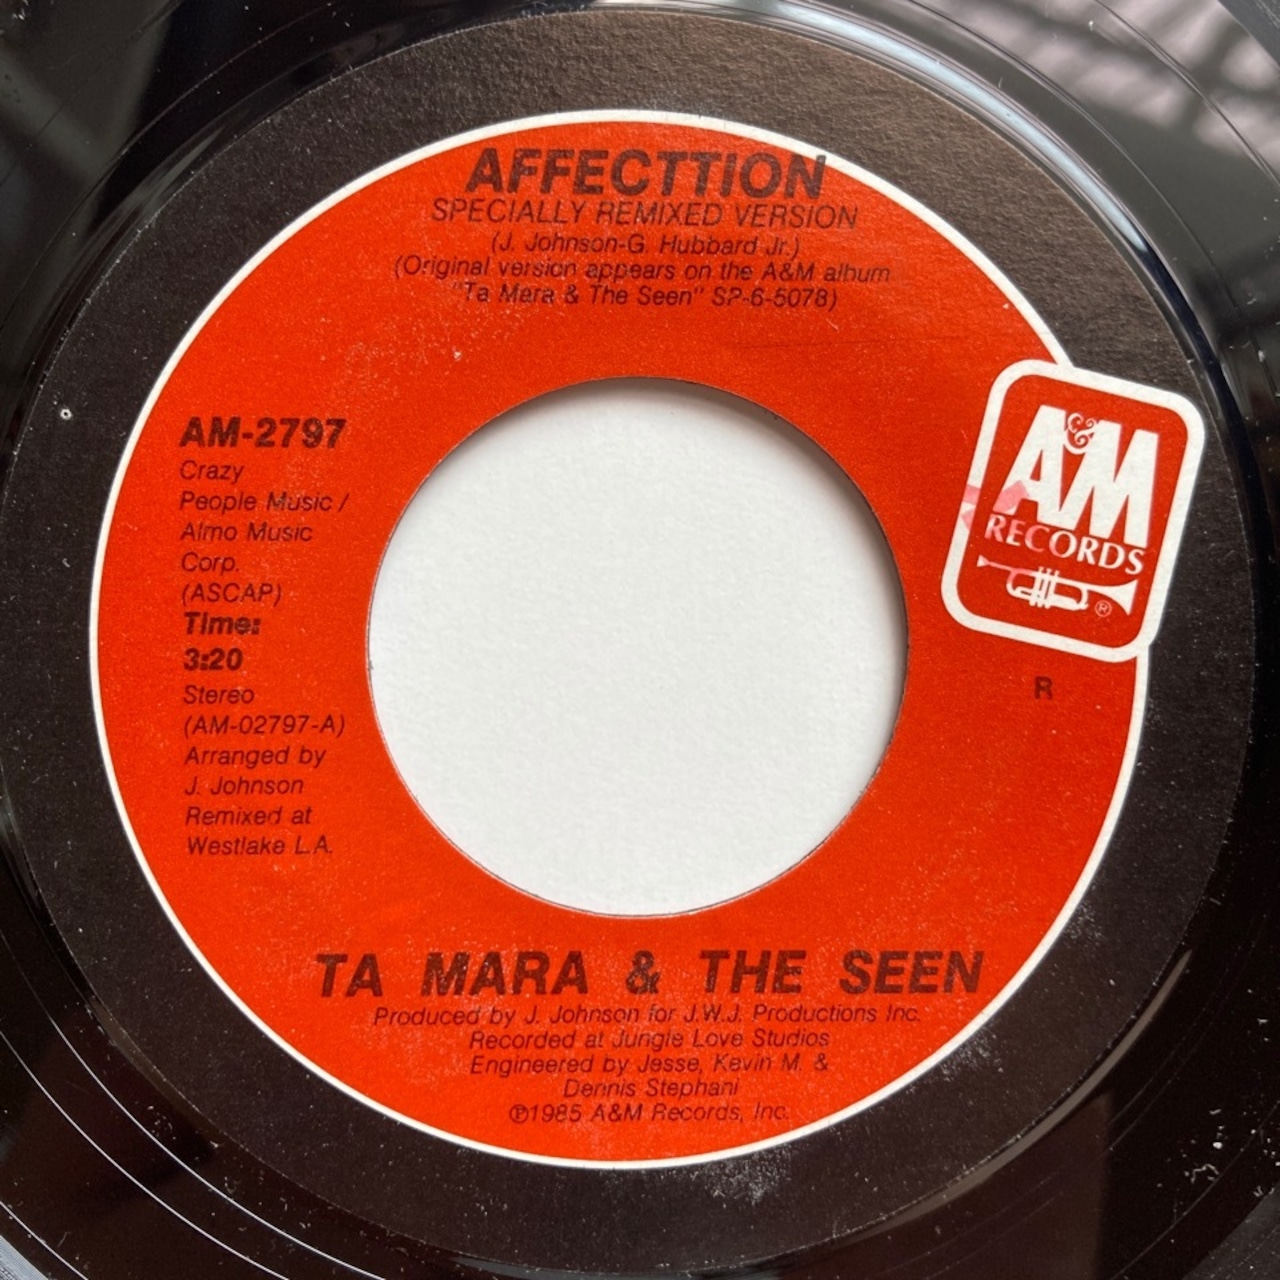 AFFECTTION
SPECIALLY REMIXED VERSION
(J. Johnson-G. Hubbard Jr.)
(Original version appears on the A&M album
"Ta Mara & The Seen" SP-6-5078)
AM-2797
Crazy
People Music /
Almo Music
Corp.
(ASCAP)
Time:
3:20
Stereo
(AM-02797-A)
Arranged by
J. Johnson
Remixed at
Westlake L.A.
A&M
RECORDS
®
R
TA MARA & THE SEEN
Produced by J. Johnson for J.W.J. Productions Inc.
Recorded at Jungle Love Studios
Engineered by Jesse, Kevin M. &
Dennis Stephani
℗1985 A&M Records, Inc.